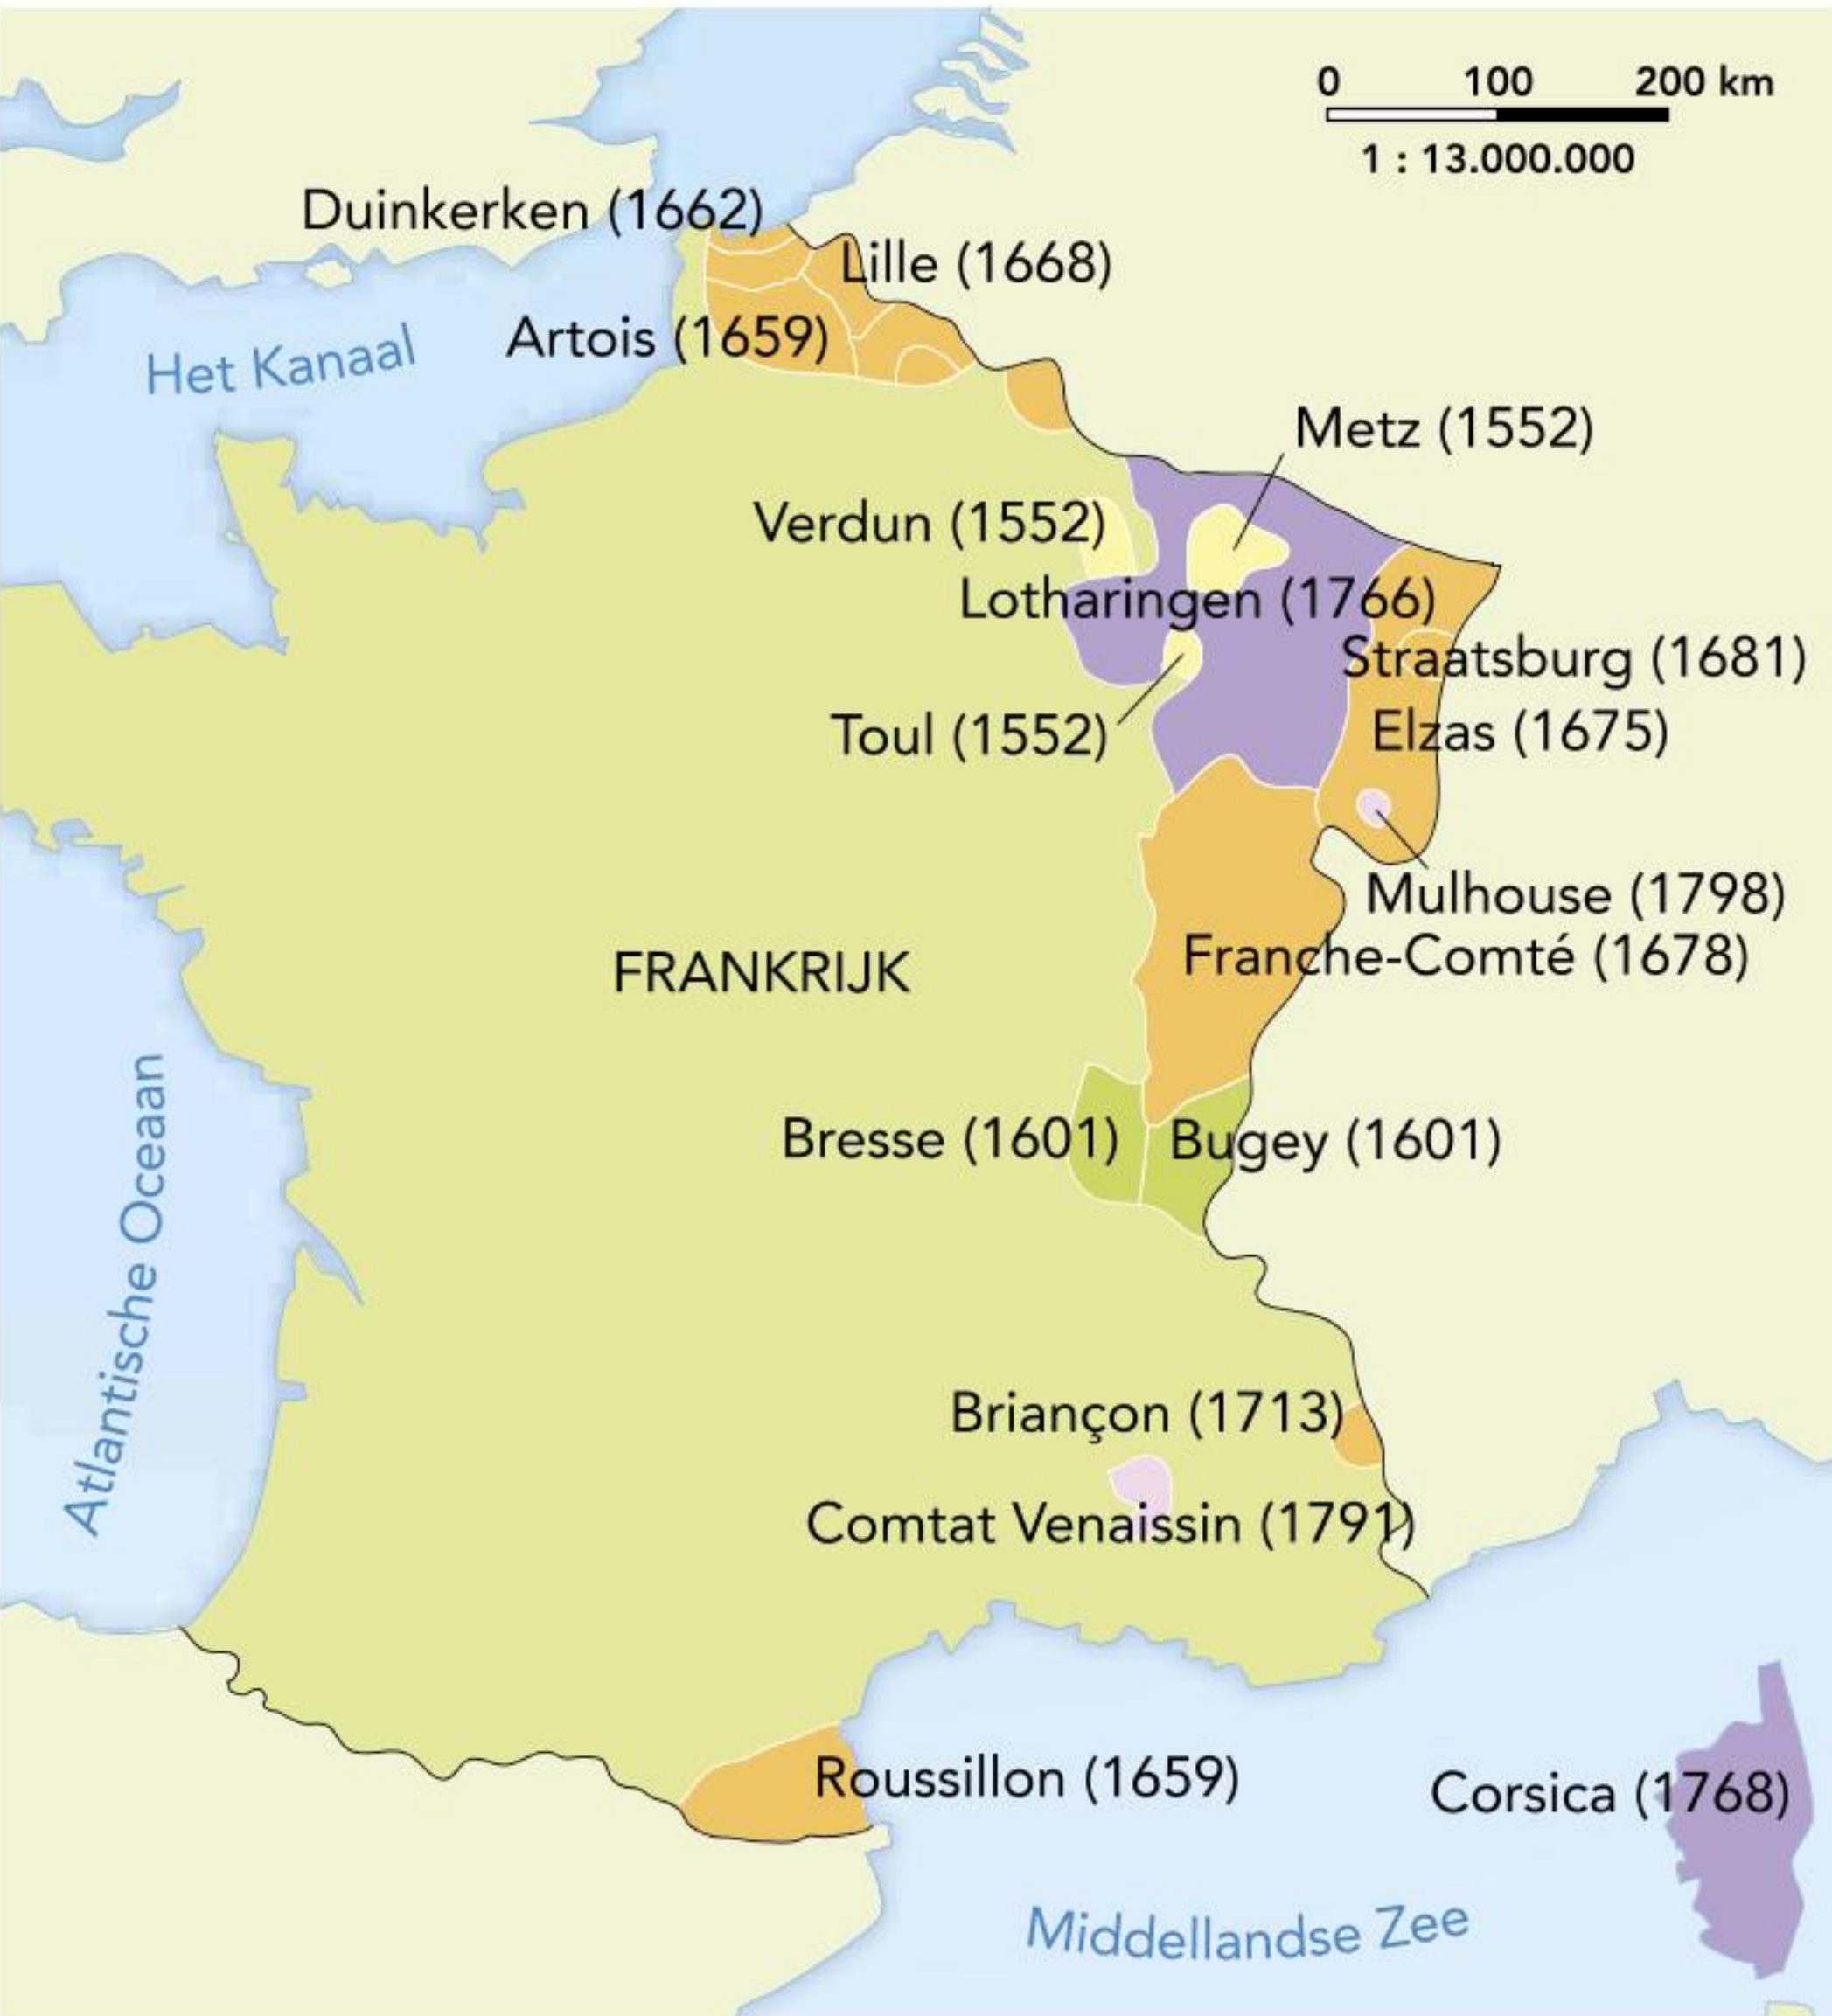 0 100 200 km
1 : 13.000.000
Duinkerken (1662)
Lille (1668)
Artois (1659)
Het Kanaal
Metz (1552)
Verdun (1552)
Lotharingen (1766)
Straatsburg (1681)
Toul (1552)
Elzas (1675)
Mulhouse (1798)
Franche-Comté (1678)
FRANKRIJK
Atlantische Oceaan
Bresse (1601)
Bugey (1601)
Briançon (1713)
Comtat Venaissin (1791)
Roussillon (1659)
Corsica (1768)
Middellandse Zee